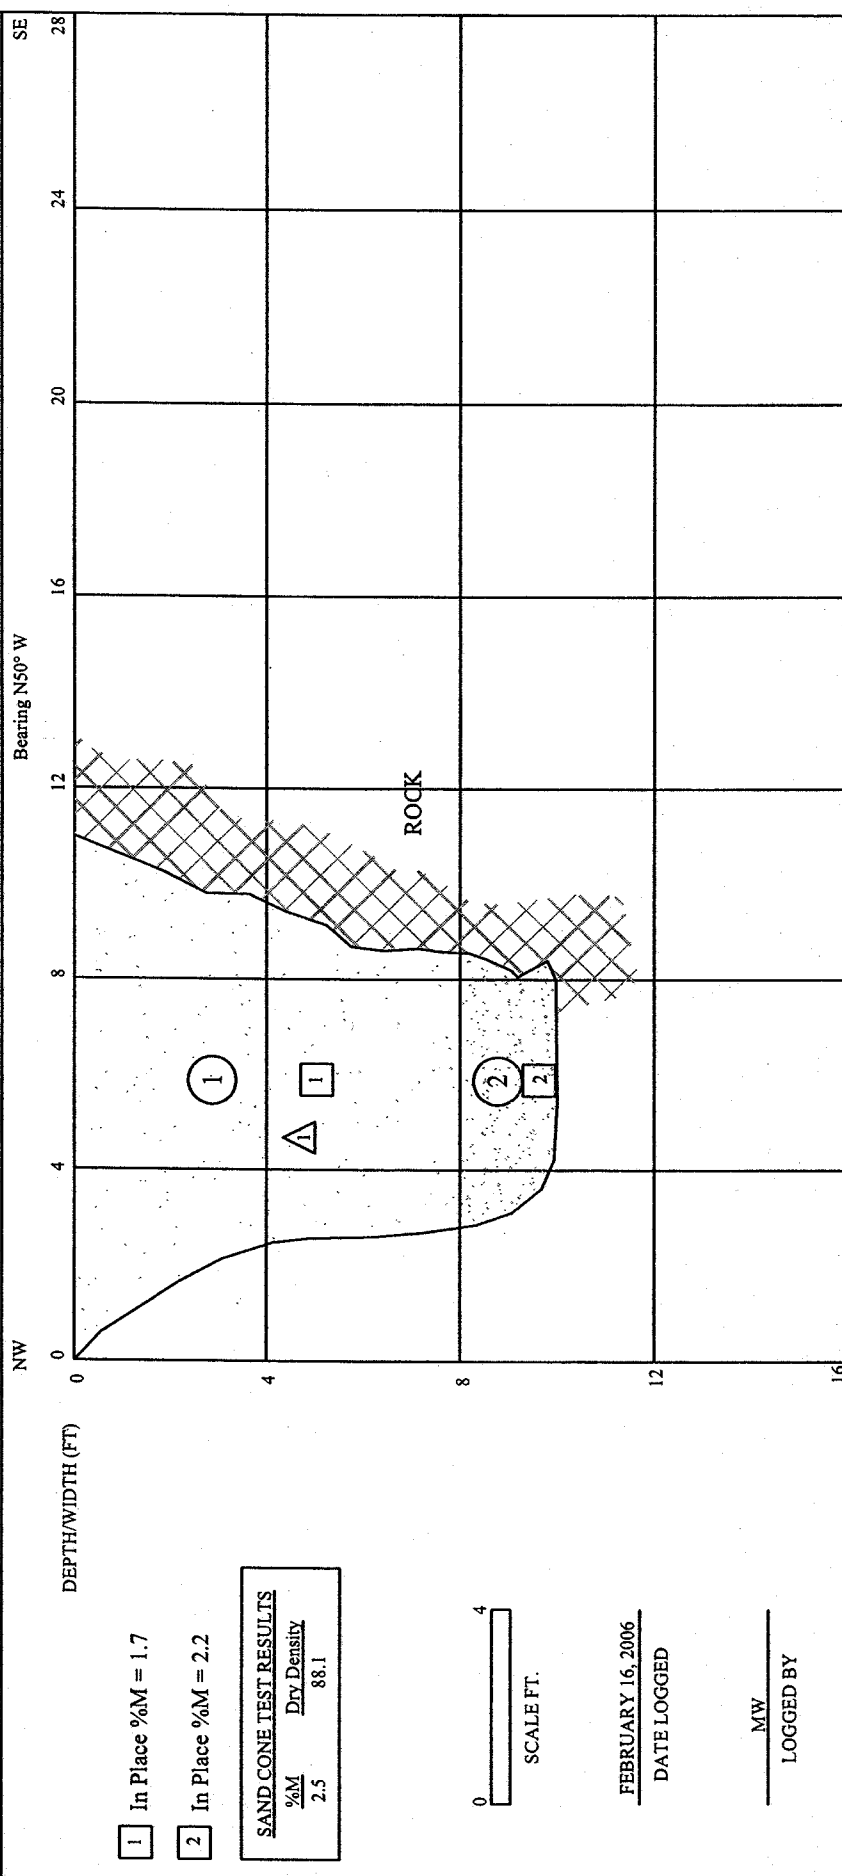 NW
Bearing N50° W
SE
DEPTH/WIDTH (FT)
0
4
8
12
16
20
24
28
0
4
8
12
16
1
1
1
2
2
ROCK
1 In Place %M = 1.7
2 In Place %M = 2.2
SAND CONE TEST RESULTS
%M Dry Density
2.5 88.1
0 4
SCALE FT.
FEBRUARY 16, 2006
DATE LOGGED
MW
LOGGED BY